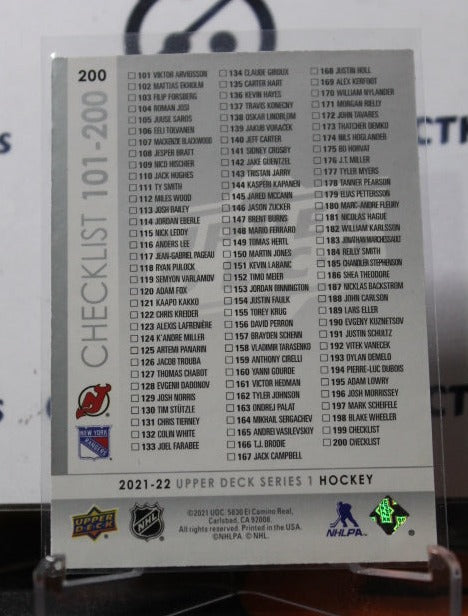 200
CHECKLIST 101-200
101 VIKTOR ARVIDSSON
102 MATTIAS EKHOLM
103 FILIP FORSBERG
104 ROMAN JOSI
105 JUUSE SAROS
106 EELI TOLVANEN
107 MACKENZIE BLACKWOOD
108 JESPER BRATT
109 NICO HISCHIER
110 JACK HUGHES
111 TY SMITH
112 MILES WOOD
113 JOSH BAILEY
114 JORDAN EBERLE
115 NICK LEDDY
116 ANDERS LEE
117 JEAN-GABRIEL PAGEAU
118 RYAN PULOCK
119 SEMYON VARLAMOV
120 ADAM FOX
121 KAAPO KAKKO
122 CHRIS KREIDER
123 ALEXIS LAFRENIÈRE
124 K'ANDRE MILLER
125 ARTEMI PANARIN
126 JACOB TROUBA
127 THOMAS CHABOT
128 EVGENII DADONOV
129 JOSH NORRIS
130 TIM STÜTZLE
131 CHRIS TIERNEY
132 COLIN WHITE
133 JOEL FARABEE
134 CLAUDE GIROUX
135 CARTER HART
136 KEVIN HAYES
137 TRAVIS KONECNY
138 OSKAR LINDBLOM
139 JAKUB VORACEK
140 JEFF CARTER
141 SIDNEY CROSBY
142 JAKE GUENTZEL
143 TRISTAN JARRY
144 KASPERI KAPANEN
145 JARED MCCANN
146 JASON ZUCKER
147 BRENT BURNS
148 MARIO FERRARO
149 TOMAS HERTL
150 MARTIN JONES
151 KEVIN LABANC
152 TIMO MEIER
153 JORDAN BINNINGTON
154 JUSTIN FAULK
155 TOREY KRUG
156 DAVID PERRON
157 BRAYDEN SCHENN
158 VLADIMIR TARASENKO
159 ANTHONY CIRELLI
160 YANNI GOURDE
161 VICTOR HEDMAN
162 TYLER JOHNSON
163 ONDREJ PALAT
164 MIKHAIL SERGACHEV
165 ANDREI VASILEVSKIY
166 T.J. BRODIE
167 JACK CAMPBELL
168 JUSTIN HOLL
169 ALEX KERFOOT
170 WILLIAM NYLANDER
171 MORGAN RIELLY
172 JOHN TAVARES
173 THATCHER DEMKO
174 NILS HOGLANDER
175 BO HORVAT
176 J.T. MILLER
177 TYLER MYERS
178 TANNER PEARSON
179 ELIAS PETTERSSON
180 MARC-ANDRE FLEURY
181 NICOLAS HAGUE
182 WILLIAM KARLSSON
183 JONATHAN MARCHESSAULT
184 REILLY SMITH
185 CHANDLER STEPHENSON
186 SHEA THEODORE
187 NICKLAS BACKSTROM
188 JOHN CARLSON
189 LARS ELLER
190 EVGENY KUZNETSOV
191 JUSTIN SCHULTZ
192 VITEK VANECEK
193 DYLAN DEMELO
194 PIERRE-LUC DUBOIS
195 ADAM LOWRY
196 JOSH MORRISSEY
197 MARK SCHEIFELE
198 BLAKE WHEELER
199 CHECKLIST
200 CHECKLIST
NEW YORK
RANGERS
2021-22 UPPER DECK SERIES 1 HOCKEY
UPPER DECK
NHL
©2021 UDC. 5830 El Camino Real,
Carlsbad, CA 92008.
All rights reserved. Printed in the USA.
©NHLPA © NHL.
NHLPA